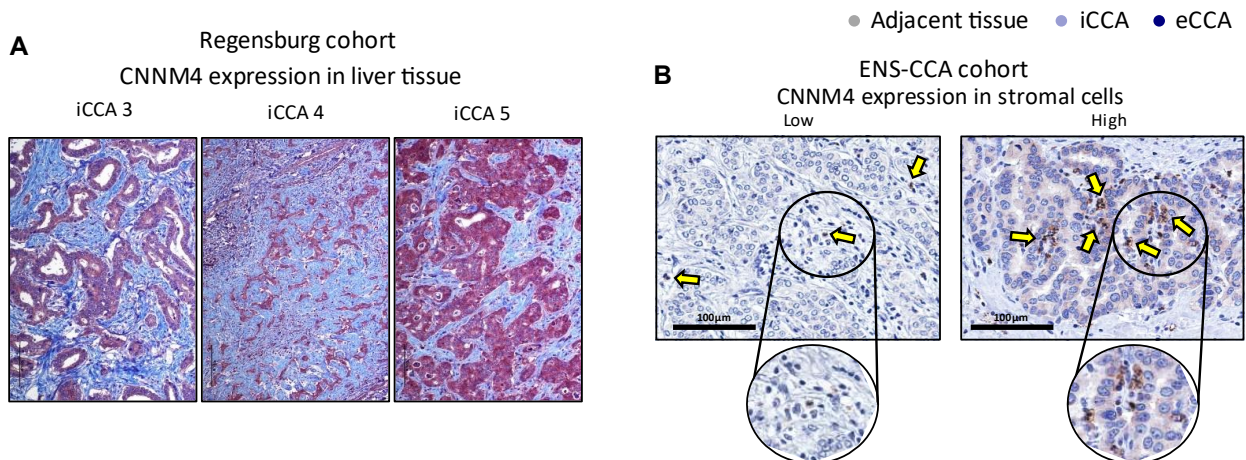 Adjacent tissue iCCA eCCA
A
Regensburg cohort
CNNM4 expression in liver tissue
iCCA 3 iCCA 4 iCCA 5
B
ENS-CCA cohort
CNNM4 expression in stromal cells
Low High
100µm 100µm